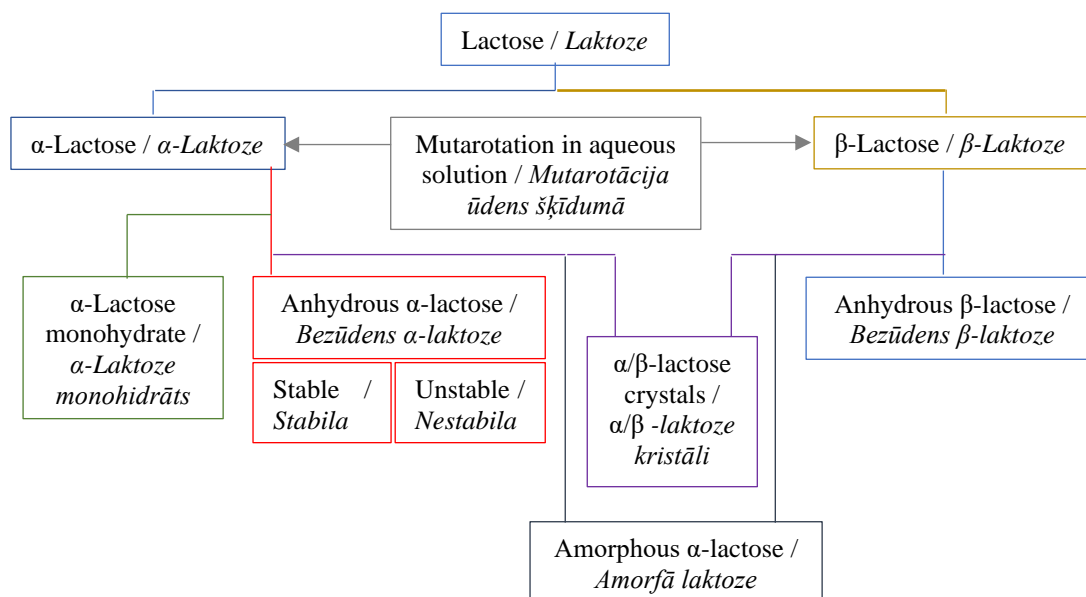 Lactose / Laktoze
α-Lactose / α-Laktoze
Mutarotation in aqueous
solution / Mutarotācija
ūdens šķīdumā
β-Lactose / β-Laktoze
α-Lactose
monohydrate /
α-Laktoze
monohidrāts
Anhydrous α-lactose /
Bezūdens α-laktoze
Stable /
Stabila
Unstable /
Nestabila
α/β-lactose
crystals /
α/β -laktoze
kristāli
Anhydrous β-lactose /
Bezūdens β-laktoze
Amorphous α-lactose /
Amorfā laktoze